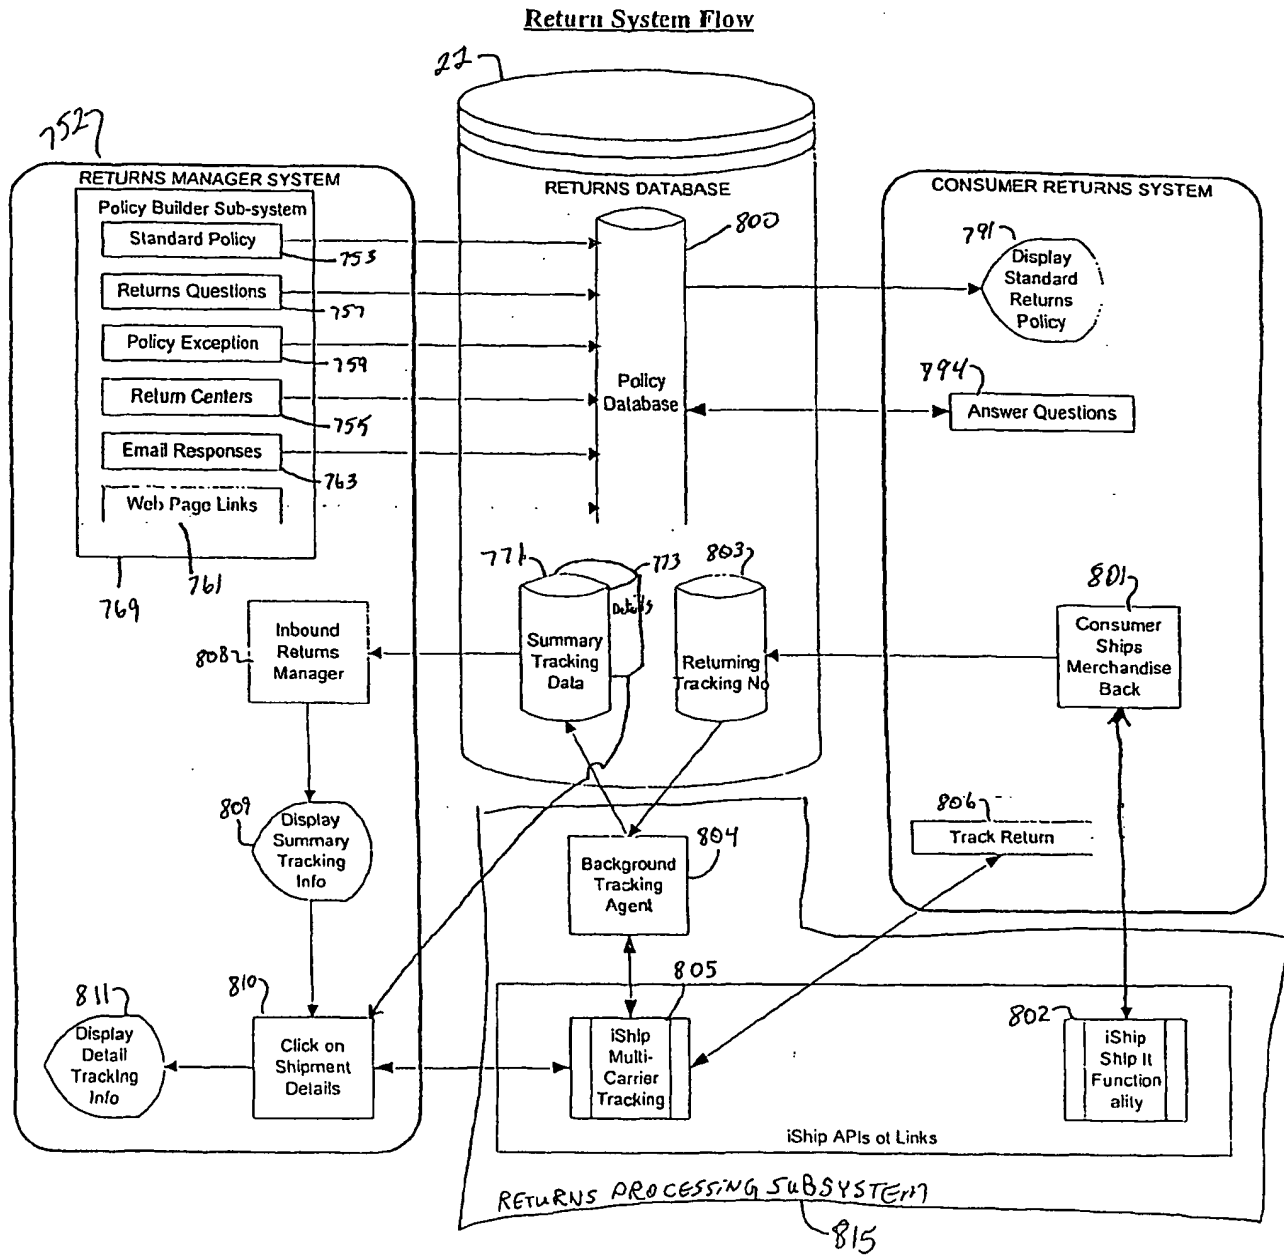 Return System Flow
22
752
RETURNS MANAGER SYSTEM
Policy Builder Sub-system
Standard Policy
753
Returns Questions
757
Policy Exception
759
Return Centers
755
Email Responses
763
Web Page Links
761
769
RETURNS DATABASE
800
Policy
Database
CONSUMER RETURNS SYSTEM
791
Display
Standard
Returns
Policy
894
Answer Questions
771
773
Details
Summary
Tracking
Data
803
Returning
Tracking No
801
Consumer
Ships
Merchandise
Back
808
Inbound
Returns
Manager
809
Display
Summary
Tracking
Info
804
Background
Tracking
Agent
806
Track Return
811
Display
Detail
Tracking
Info
810
Click on
Shipment
Details
805
iShip
Multi-
Carrier
Tracking
802
iShip
Ship It
Function
ality
iShip APIs ot Links
RETURNS PROCESSING SUBSYSTEM
815